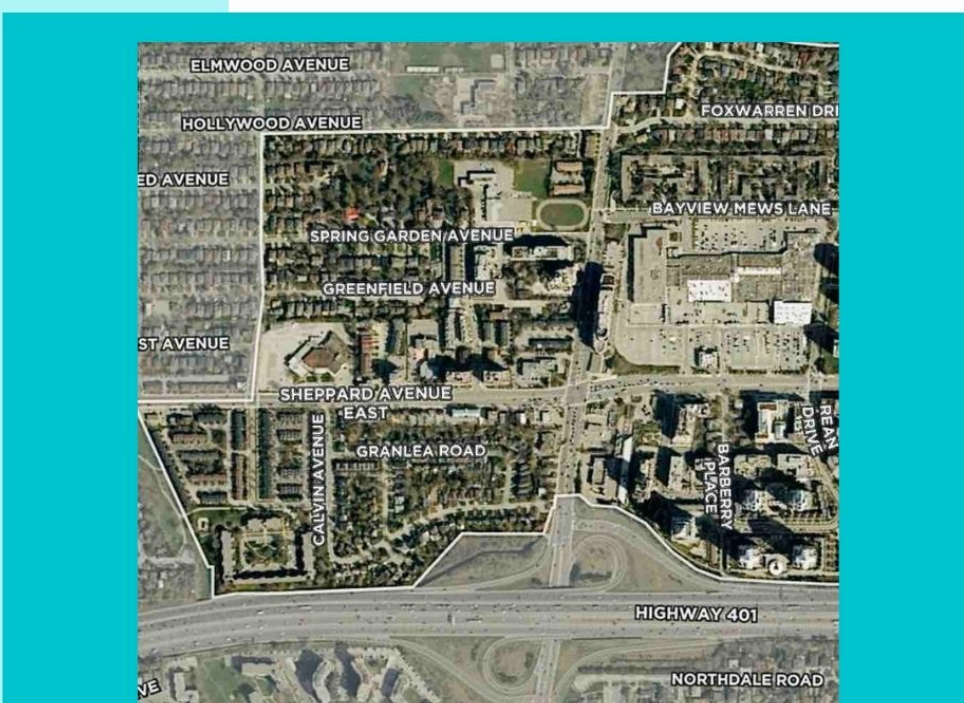 ELMWOOD AVENUE
FOXWARREN DRI
HOLLYWOOD AVENUE
ED AVENUE
BAYVIEW MEWS LANE
SPRING GARDEN AVENUE
GREENFIELD AVENUE
ST AVENUE
SHEPPARD AVENUE
EAST
CALVIN AVENUE
GRANLEA ROAD
BARBERRY
PLACE
REAN
DRIVE
HIGHWAY 401
NORTHDALE ROAD
VE